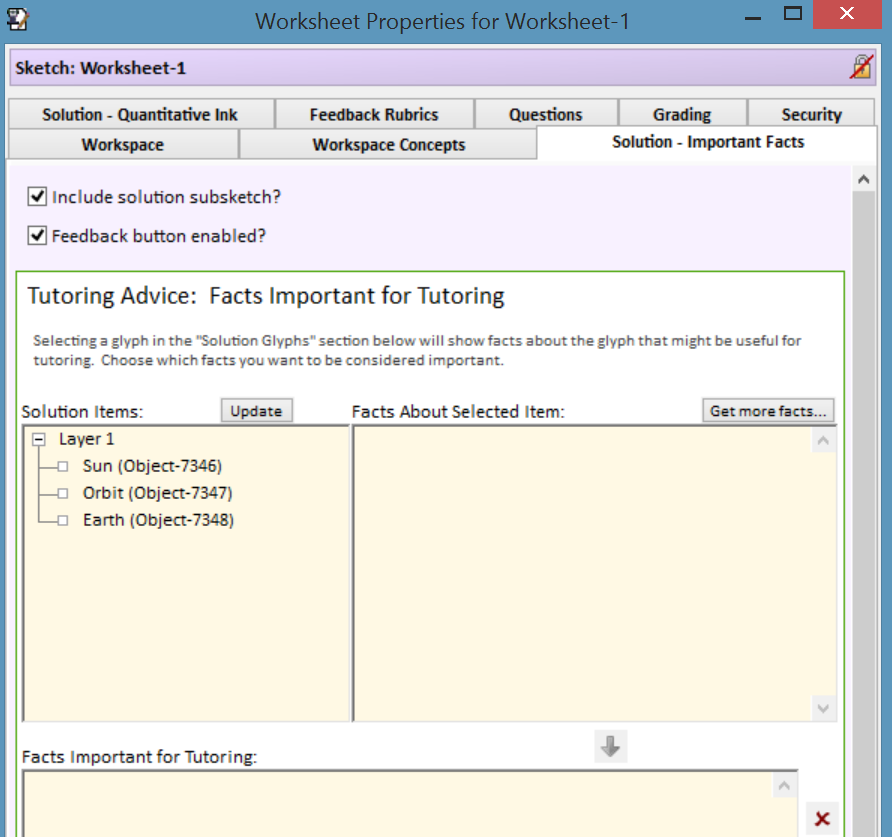 Worksheet Properties for Worksheet-1
Sketch: Worksheet-1
Solution - Quantitative Ink Feedback Rubrics Questions Grading Security
Workspace Workspace Concepts Solution - Important Facts
Include solution subsketch?
Feedback button enabled?
Tutoring Advice: Facts Important for Tutoring
Selecting a glyph in the "Solution Glyphs" section below will show facts about the glyph that might be useful for
tutoring. Choose which facts you want to be considered important.
Solution Items: Update Facts About Selected Item: Get more facts...
Layer 1
Sun (Object-7346)
Orbit (Object-7347)
Earth (Object-7348)
Facts Important for Tutoring: